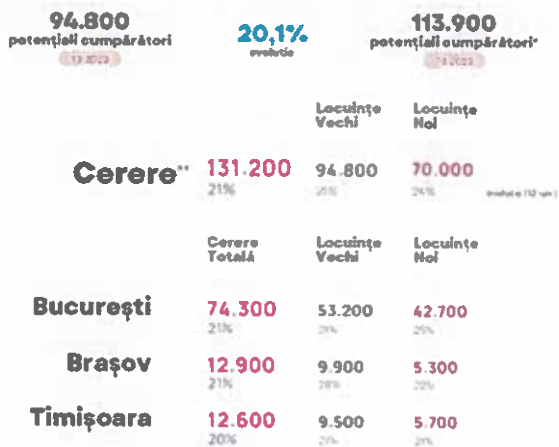 94.800
potențiali cumpărători
20,1%
evolutie
113.900
potențiali cumpărători*
Locuințe Vechi
Locuințe Noi
Cerere** 131.200 94.800 70.000
21% 24%
Cerere Totală
Locuințe Vechi
Locuințe Noi
București 74.300 53.200 42.700
21%
Brașov 12.900 9.900 5.300
21%
Timișoara 12.600 9.500 5.700
20%